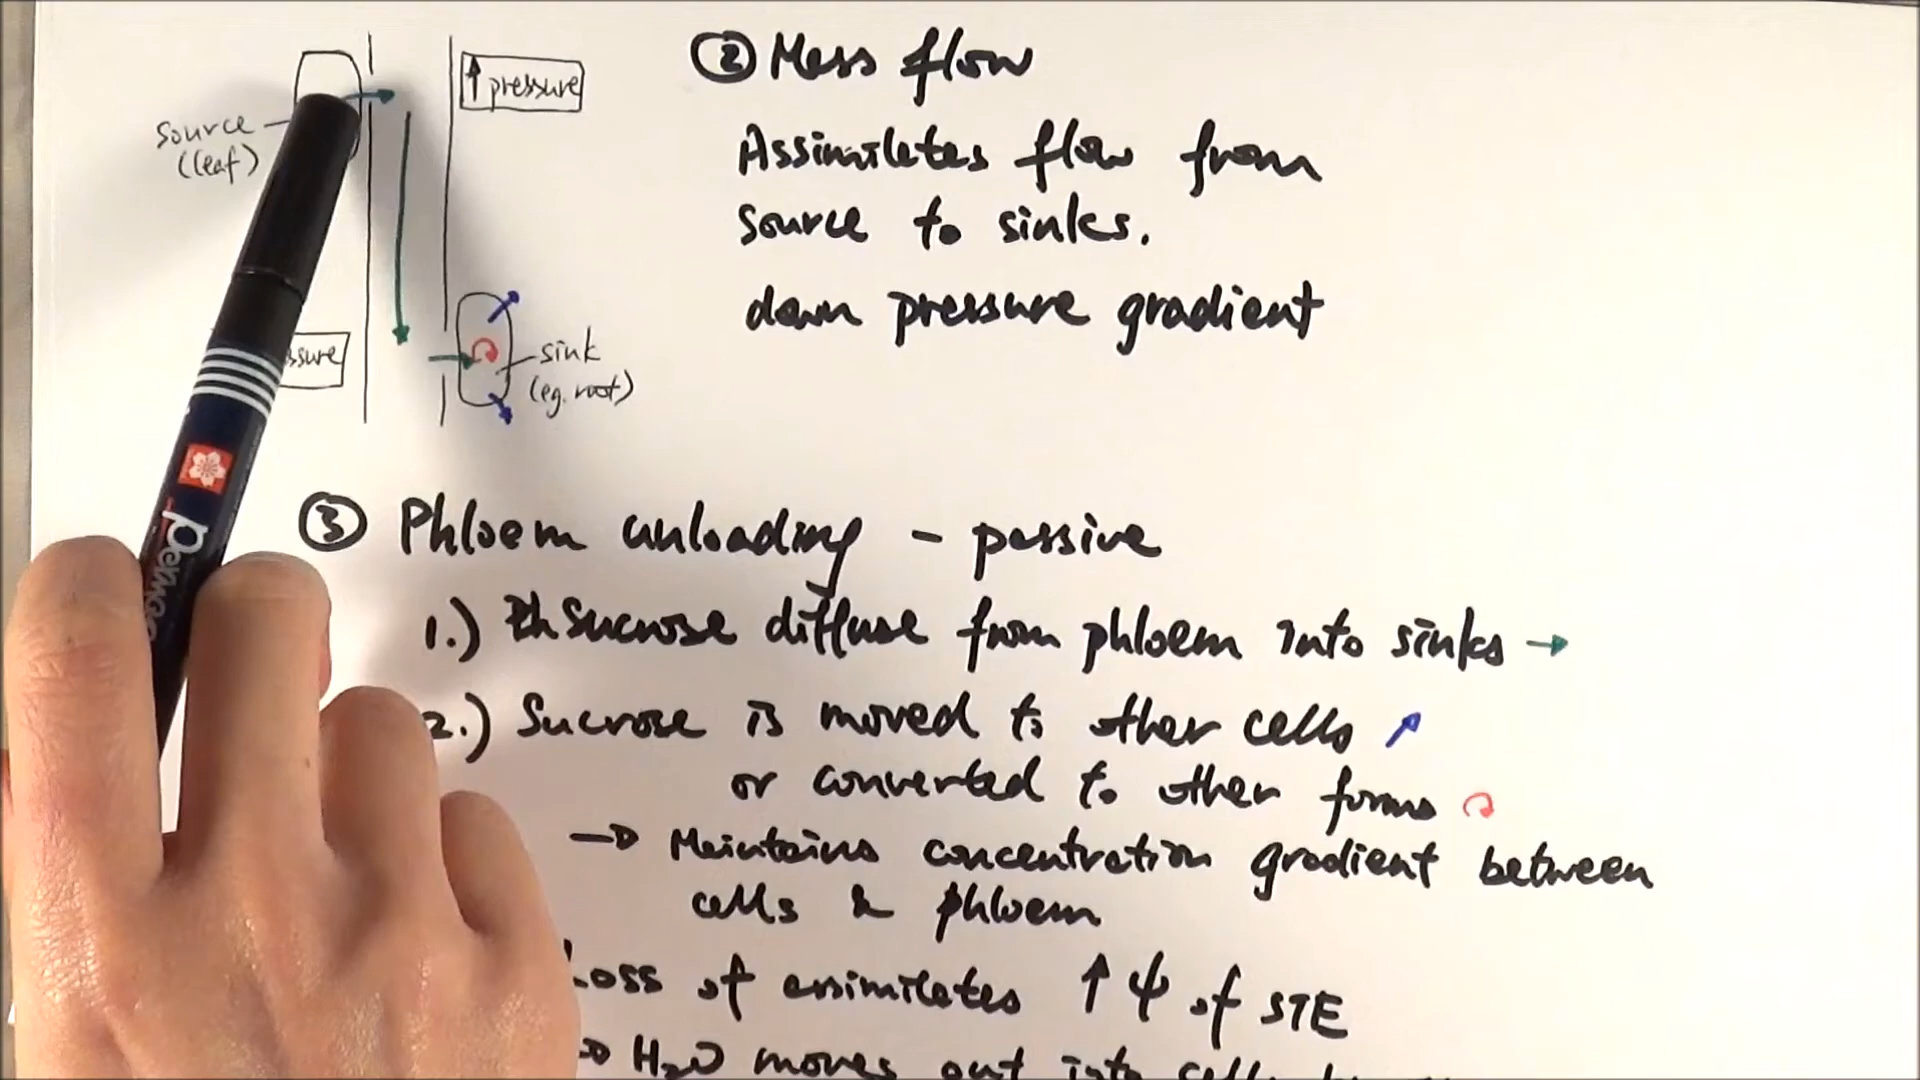 ↑ pressure
source
(leaf)
sink
(eg. root)
② Mass flow
Assimilates flow from
source to sinks.
down pressure gradient
③ Phloem unloading - passive
1.) Sucrose diffuse from phloem into sinks →
2.) Sucrose is moved to other cells ↗
or converted to other forms
→ Maintains concentration gradient between
cells & phloem
Loss of assimilates ↑ ψ of STE
→ H₂O moves out into